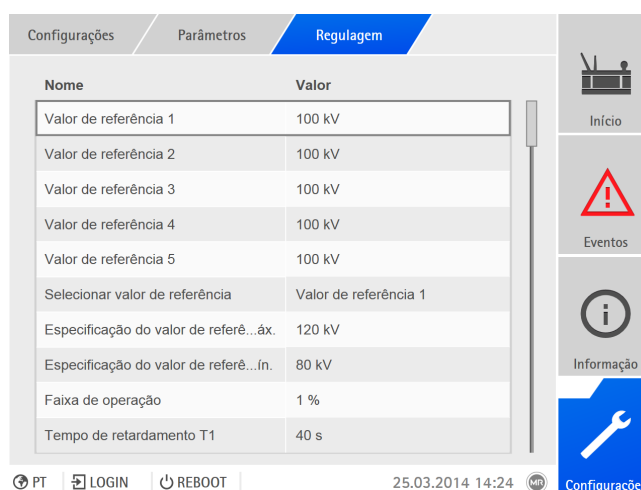 Configurações Parâmetros Regulagem
Nome Valor
Valor de referência 1 100 kV
Valor de referência 2 100 kV
Valor de referência 3 100 kV
Valor de referência 4 100 kV
Valor de referência 5 100 kV
Selecionar valor de referência Valor de referência 1
Especificação do valor de referê...áx. 120 kV
Especificação do valor de referê...ín. 80 kV
Faixa de operação 1 %
Tempo de retardamento T1 40 s
Início
Eventos
Informação
Configuraçõe
PT LOGIN REBOOT 25.03.2014 14:24 MR